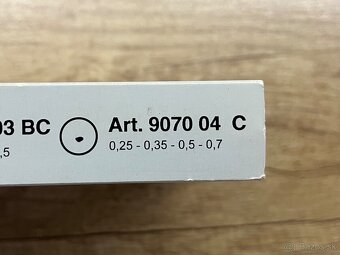 03 BC
,5
Art. 9070 04 C
0,25 - 0,35 - 0,5 - 0,7